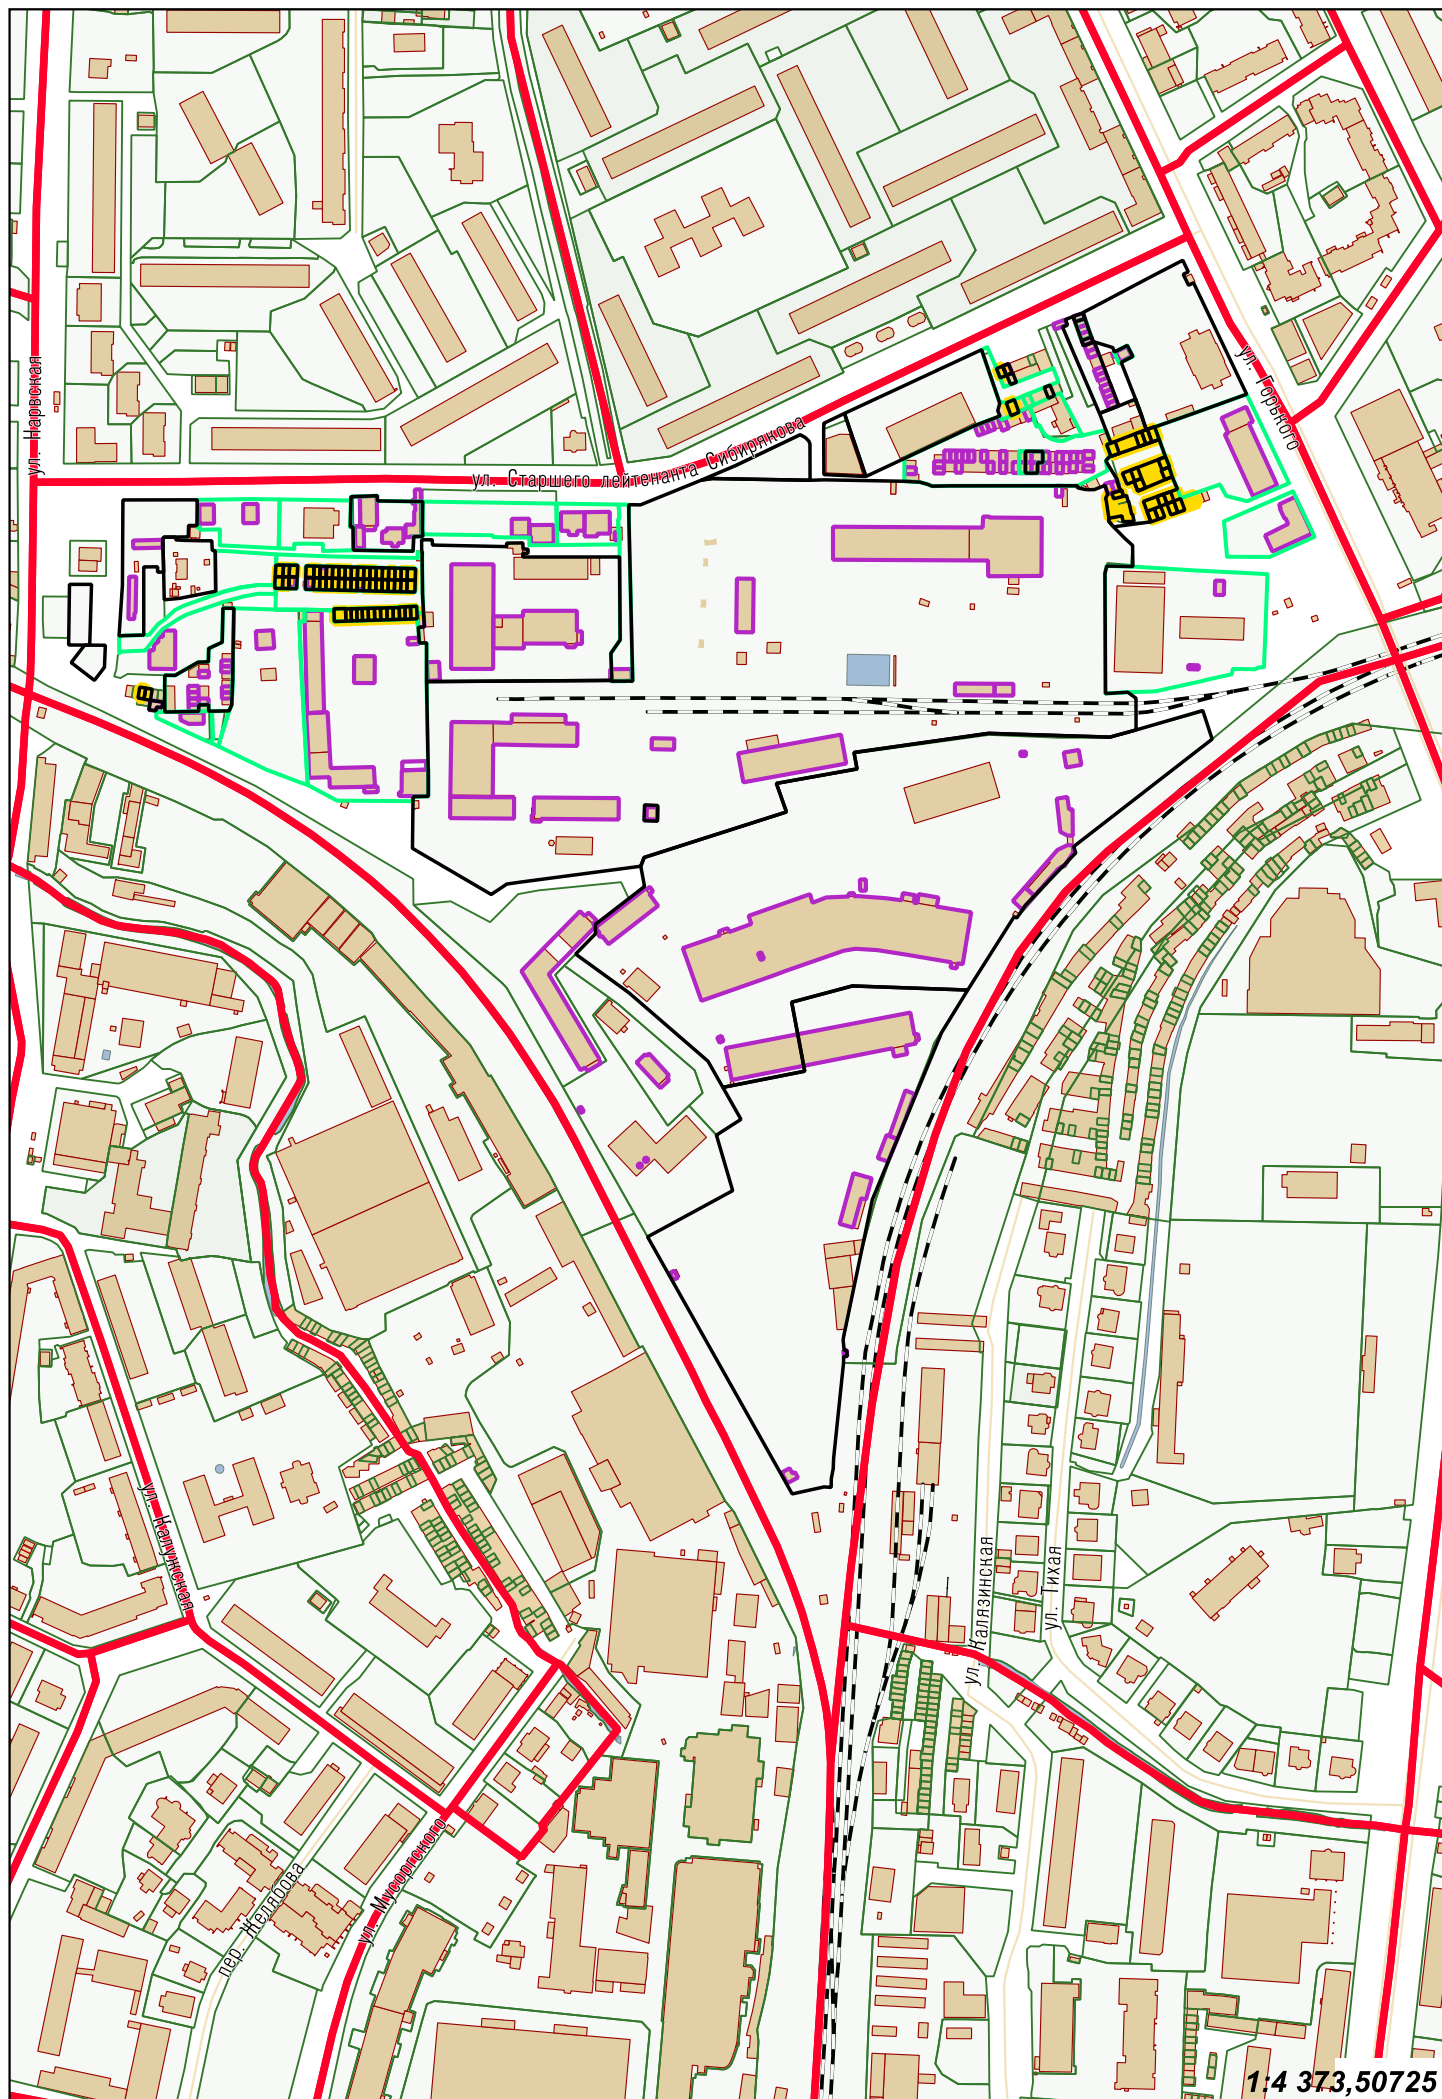 ул. Нарвская
ул. Горького
ул. Старшего лейтенанта Сибирякова
ул. Калужская
ул. Калязинская
ул. Тихая
ул. Мусоргского
пер. Желябова
1:4 373,50725